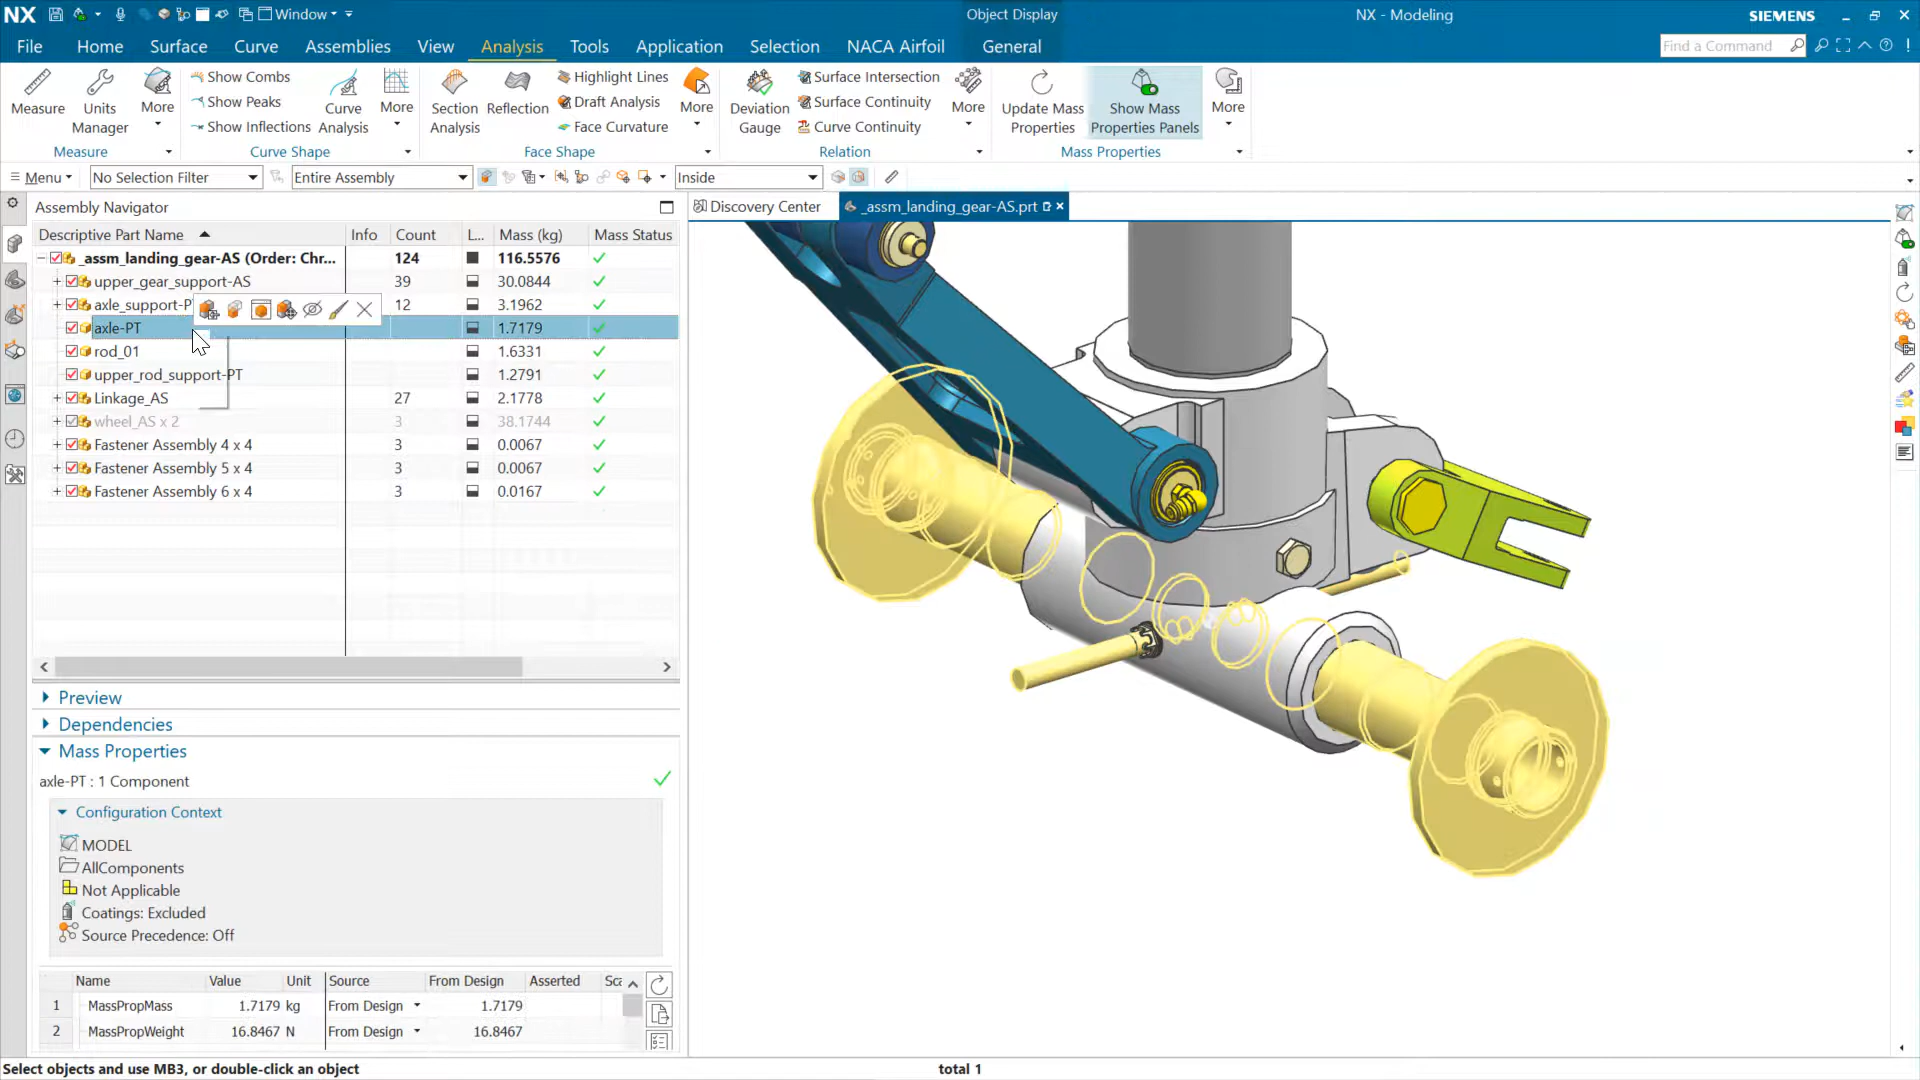 NX Window Object Display NX - Modeling SIEMENS
File Home Surface Curve Assemblies View Analysis Tools Application Selection NACA Airfoil General Find a Command
Show Combs Highlight Lines Surface Intersection
Show Peaks Draft Analysis Surface Continuity
Show Inflections Face Curvature Curve Continuity
Measure Units Manager More Curve Analysis More Section Analysis Reflection More Deviation Gauge More Update Mass Properties Show Mass Properties Panels More
Measure Curve Shape Face Shape Relation Mass Properties
Menu No Selection Filter Entire Assembly Inside
Assembly Navigator Discovery Center _assm_landing_gear-AS.prt
Descriptive Part Name Info Count L... Mass (kg) Mass Status
_assm_landing_gear-AS (Order: Chr... 124 116.5576
upper_gear_support-AS 39 30.0844
axle_support-P 12 3.1962
axle-PT 1.7179
rod_01 1.6331
upper_rod_support-PT 1.2791
Linkage_AS 27 2.1778
wheel_AS x 2 3 38.1744
Fastener Assembly 4 x 4 3 0.0067
Fastener Assembly 5 x 4 3 0.0067
Fastener Assembly 6 x 4 3 0.0167
Preview
Dependencies
Mass Properties
axle-PT : 1 Component
Configuration Context
MODEL
AllComponents
Not Applicable
Coatings: Excluded
Source Precedence: Off
Name Value Unit Source From Design Asserted Sca
1 MassPropMass 1.7179 kg From Design 1.7179
2 MassPropWeight 16.8467 N From Design 16.8467
Select objects and use MB3, or double-click an object total 1